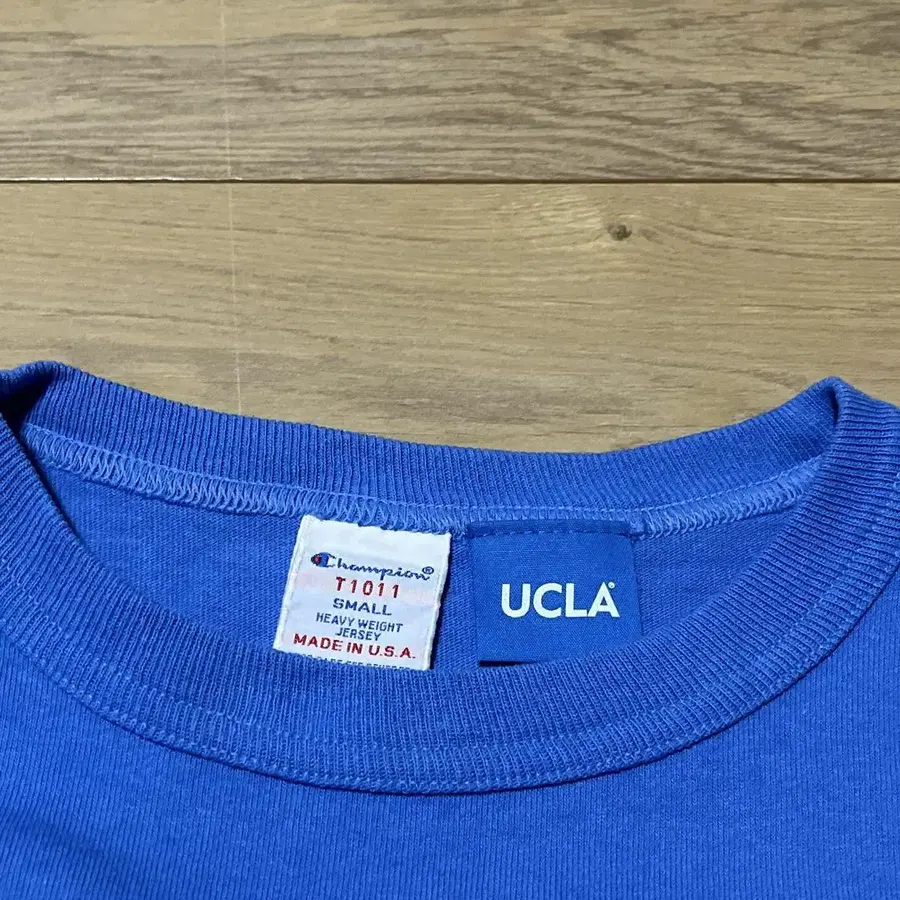 Champion®
T1011
SMALL
HEAVY WEIGHT
JERSEY
MADE IN U.S.A.
UCLA®